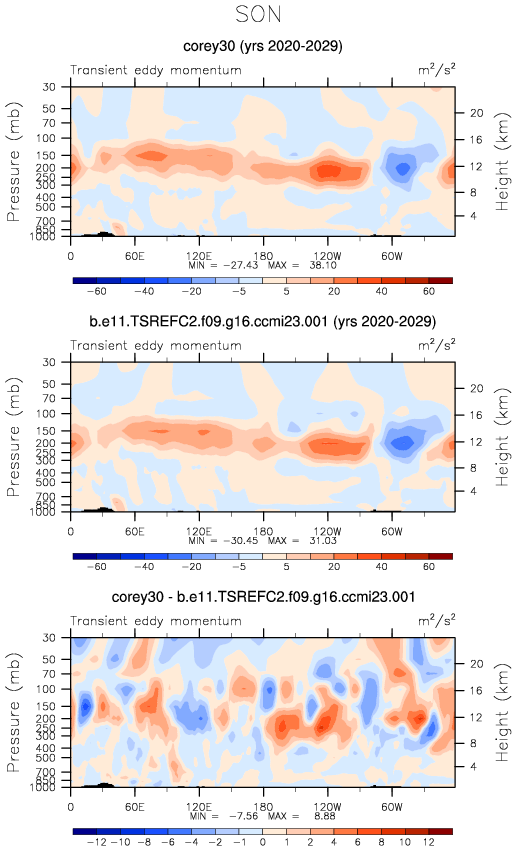 SON
corey30 (yrs 2020-2029)
Transient eddy momentum m²/s²
30
50
70
100
150
200
250
300
400
500
700
850
1000
Pressure (mb)
20
16
12
8
4
Height (km)
0 60E 120E 180 120W 60W
MIN = -27.43 MAX = 38.10
-60 -40 -20 -5 5 20 40 60
b.e11.TSREFC2.f09.g16.ccmi23.001 (yrs 2020-2029)
Transient eddy momentum m²/s²
30
50
70
100
150
200
250
300
400
500
700
850
1000
Pressure (mb)
20
16
12
8
4
Height (km)
0 60E 120E 180 120W 60W
MIN = -30.45 MAX = 31.03
-60 -40 -20 -5 5 20 40 60
corey30 - b.e11.TSREFC2.f09.g16.ccmi23.001
Transient eddy momentum m²/s²
30
50
70
100
150
200
250
300
400
500
700
850
1000
Pressure (mb)
20
16
12
8
4
Height (km)
0 60E 120E 180 120W 60W
MIN = -7.56 MAX = 8.88
-12 -10 -8 -6 -4 -2 -1 0 1 2 4 6 8 10 12